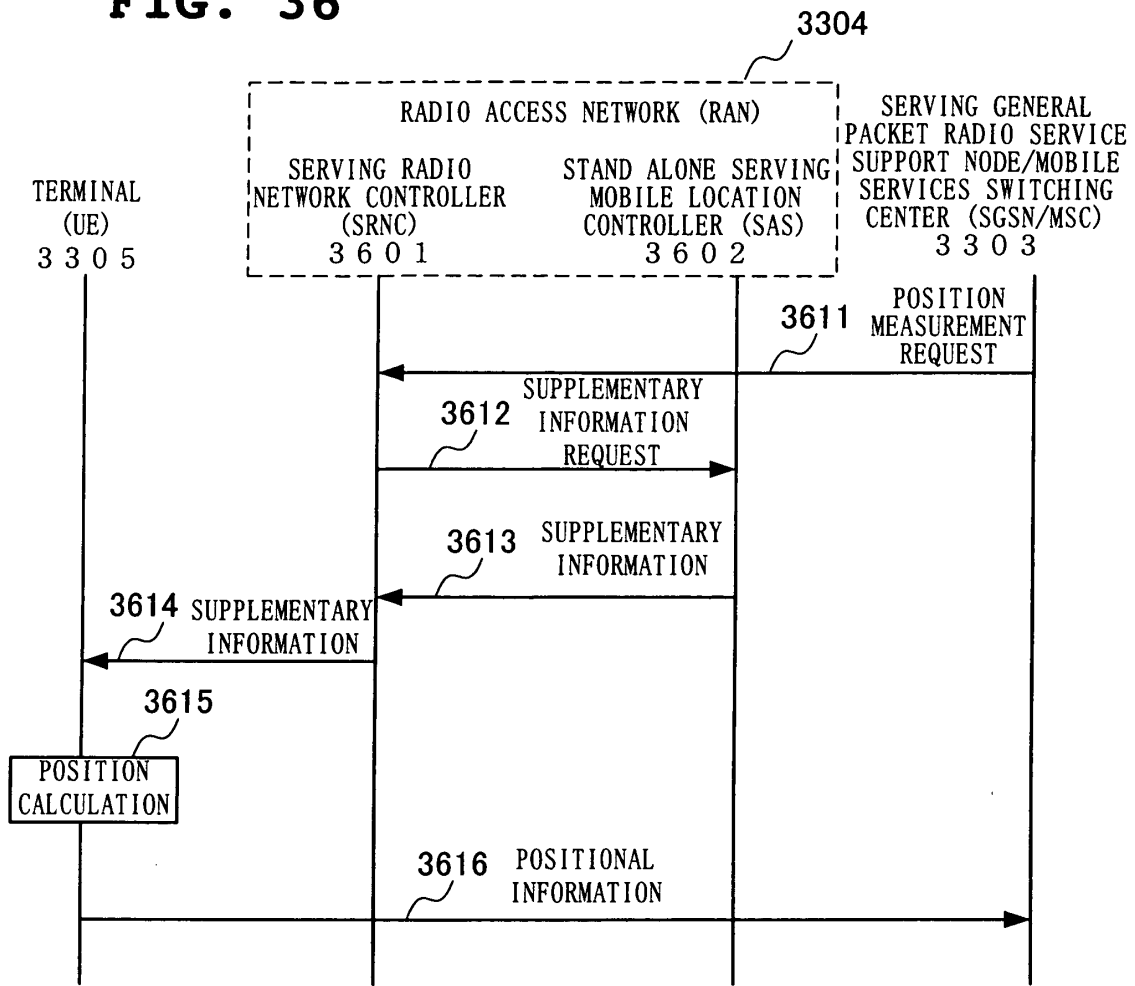 FIG. 36
3304
RADIO ACCESS NETWORK (RAN)
SERVING GENERAL
PACKET RADIO SERVICE
SUPPORT NODE/MOBILE
SERVICES SWITCHING
CENTER (SGSN/MSC)
3303
TERMINAL
(UE)
3305
SERVING RADIO
NETWORK CONTROLLER
(SRNC)
3601
STAND ALONE SERVING
MOBILE LOCATION
CONTROLLER (SAS)
3602
3611
POSITION
MEASUREMENT
REQUEST
3612
SUPPLEMENTARY
INFORMATION
REQUEST
3613
SUPPLEMENTARY
INFORMATION
3614
SUPPLEMENTARY
INFORMATION
3615
POSITION
CALCULATION
3616
POSITIONAL
INFORMATION